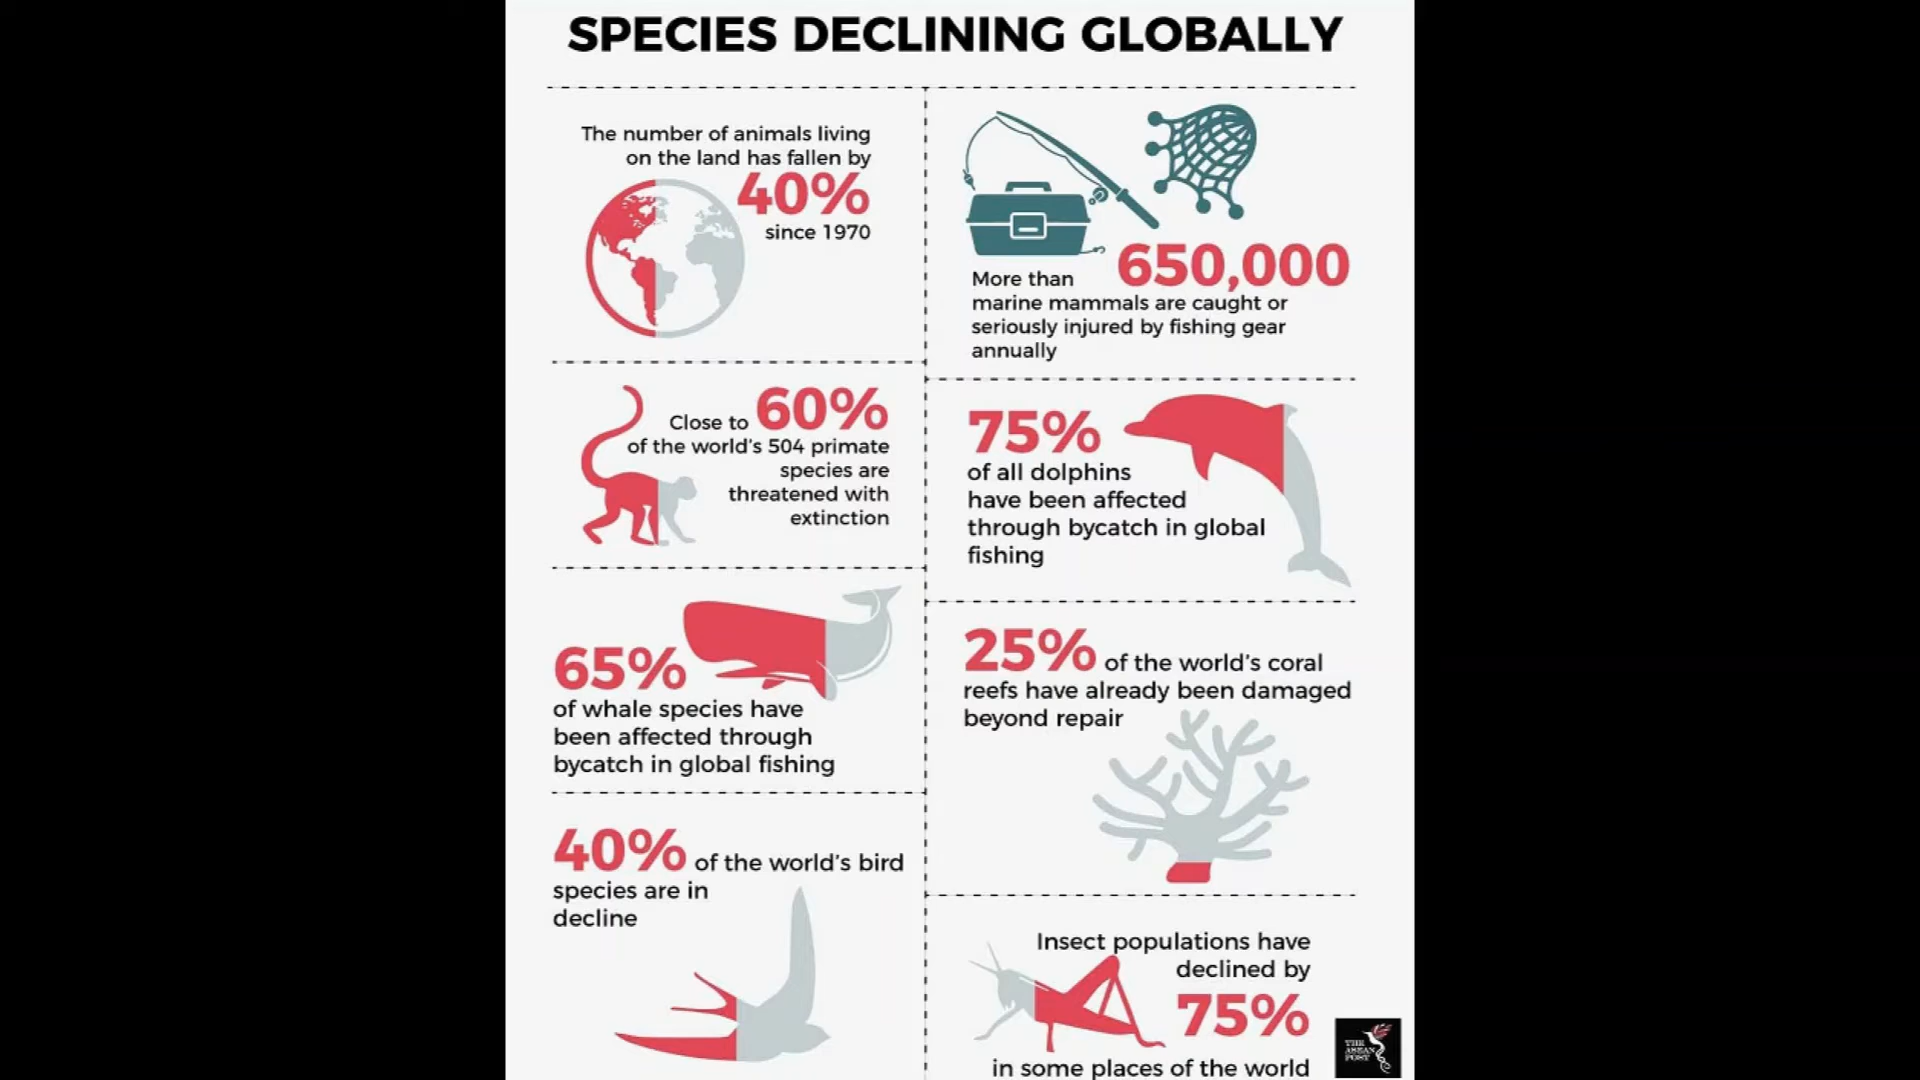 SPECIES DECLINING GLOBALLY
The number of animals living
on the land has fallen by
40%
since 1970
650,000
More than
marine mammals are caught or
seriously injured by fishing gear
annually
Close to 60%
of the world's 504 primate
species are
threatened with
extinction
75%
of all dolphins
have been affected
through bycatch in global
fishing
65%
of whale species have
been affected through
bycatch in global fishing
25% of the world's coral
reefs have already been damaged
beyond repair
40% of the world's bird
species are in
decline
Insect populations have
declined by
75%
in some places of the world
THE
ASEAN
POST